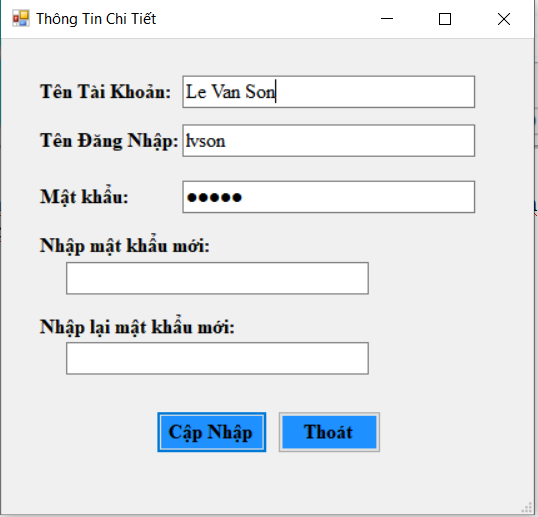 Thông Tin Chi Tiết
Tên Tài Khoản: Le Van Son
Tên Đăng Nhập: lvson
Mật khẩu: ●●●●●
Nhập mật khẩu mới:
Nhập lại mật khẩu mới:
Cập Nhập Thoát